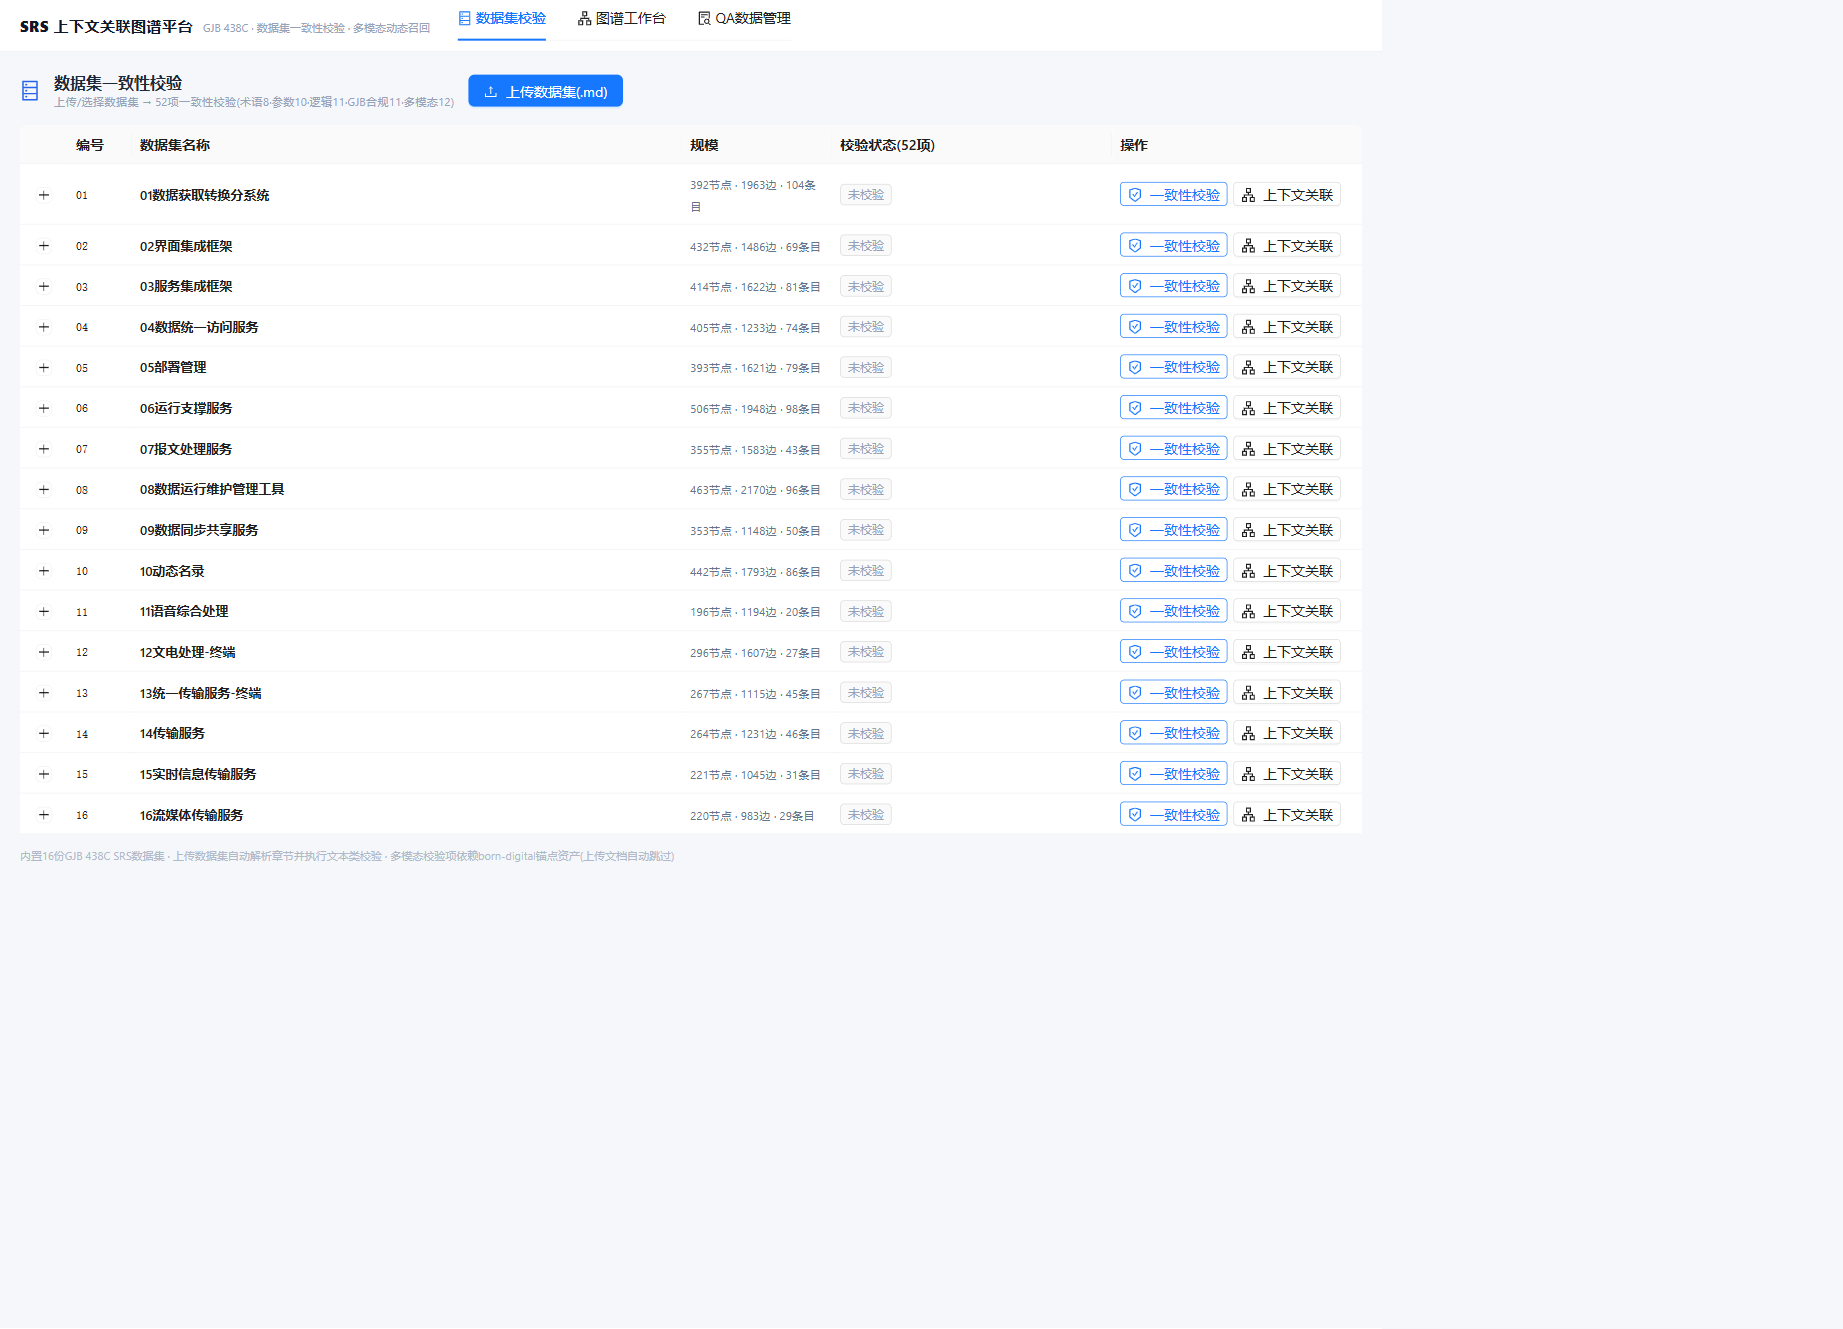 SRS 上下文关联图谱平台 GJB 438C · 数据集一致性校验 · 多模态动态召回 数据集校验 图谱工作台 QA数据管理
数据集一致性校验
上传/选择数据集 → 52项一致性校验(术语8·参数10·逻辑11·GJB合规11·多模态12)
上传数据集(.md)
编号 数据集名称 规模 校验状态(52项) 操作
01 01数据获取转换分系统 392节点 · 1963边 · 104条目 未校验 一致性校验 上下文关联
02 02界面集成框架 432节点 · 1486边 · 69条目 未校验 一致性校验 上下文关联
03 03服务集成框架 414节点 · 1622边 · 81条目 未校验 一致性校验 上下文关联
04 04数据统一访问服务 405节点 · 1233边 · 74条目 未校验 一致性校验 上下文关联
05 05部署管理 393节点 · 1621边 · 79条目 未校验 一致性校验 上下文关联
06 06运行支撑服务 506节点 · 1948边 · 98条目 未校验 一致性校验 上下文关联
07 07报文处理服务 355节点 · 1583边 · 43条目 未校验 一致性校验 上下文关联
08 08数据运行维护管理工具 463节点 · 2170边 · 96条目 未校验 一致性校验 上下文关联
09 09数据同步共享服务 353节点 · 1148边 · 50条目 未校验 一致性校验 上下文关联
10 10动态名录 442节点 · 1793边 · 86条目 未校验 一致性校验 上下文关联
11 11语音综合处理 196节点 · 1194边 · 20条目 未校验 一致性校验 上下文关联
12 12文电处理-终端 296节点 · 1607边 · 27条目 未校验 一致性校验 上下文关联
13 13统一传输服务-终端 267节点 · 1115边 · 45条目 未校验 一致性校验 上下文关联
14 14传输服务 264节点 · 1231边 · 46条目 未校验 一致性校验 上下文关联
15 15实时信息传输服务 221节点 · 1045边 · 31条目 未校验 一致性校验 上下文关联
16 16流媒体传输服务 220节点 · 983边 · 29条目 未校验 一致性校验 上下文关联
内置16份GJB 438C SRS数据集 · 上传数据集自动解析章节并执行文本类校验 · 多模态校验项依赖born-digital锚点资产(上传文档自动跳过)